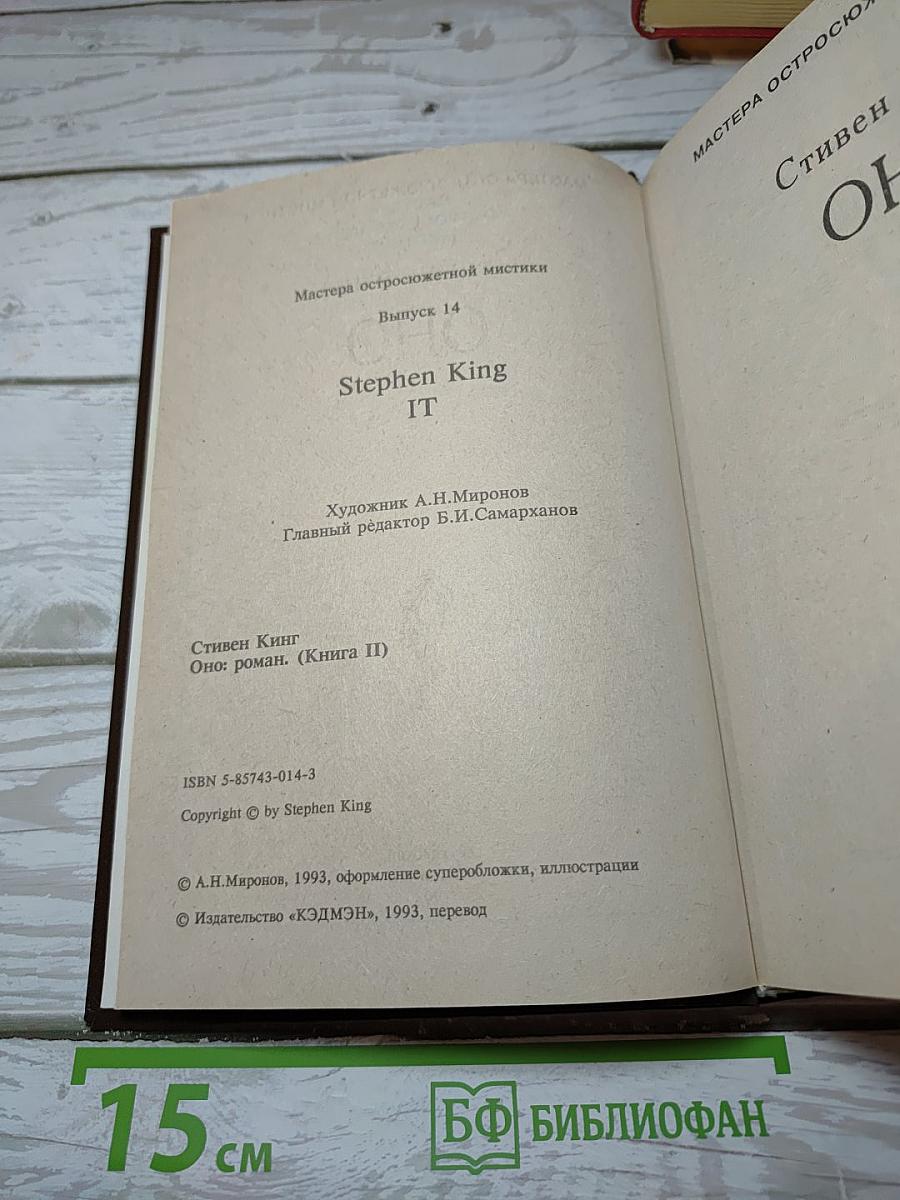 Мастера остросюжетной мистики
Выпуск 14
Stephen King
IT
Художник А.Н.Миронов
Главный редактор Б.И.Самарханов
Стивен Кинг
Оно: роман. (Книга II)
ISBN 5-85743-014-3
Copyright © by Stephen King
© А.Н.Миронов, 1993, оформление суперобложки, иллюстрации
© Издательство «КЭДМЭН», 1993, перевод
МАСТЕРА ОСТРОСЮЖ
Стивен
ОН
15 см
БФ БИБЛИОФАН